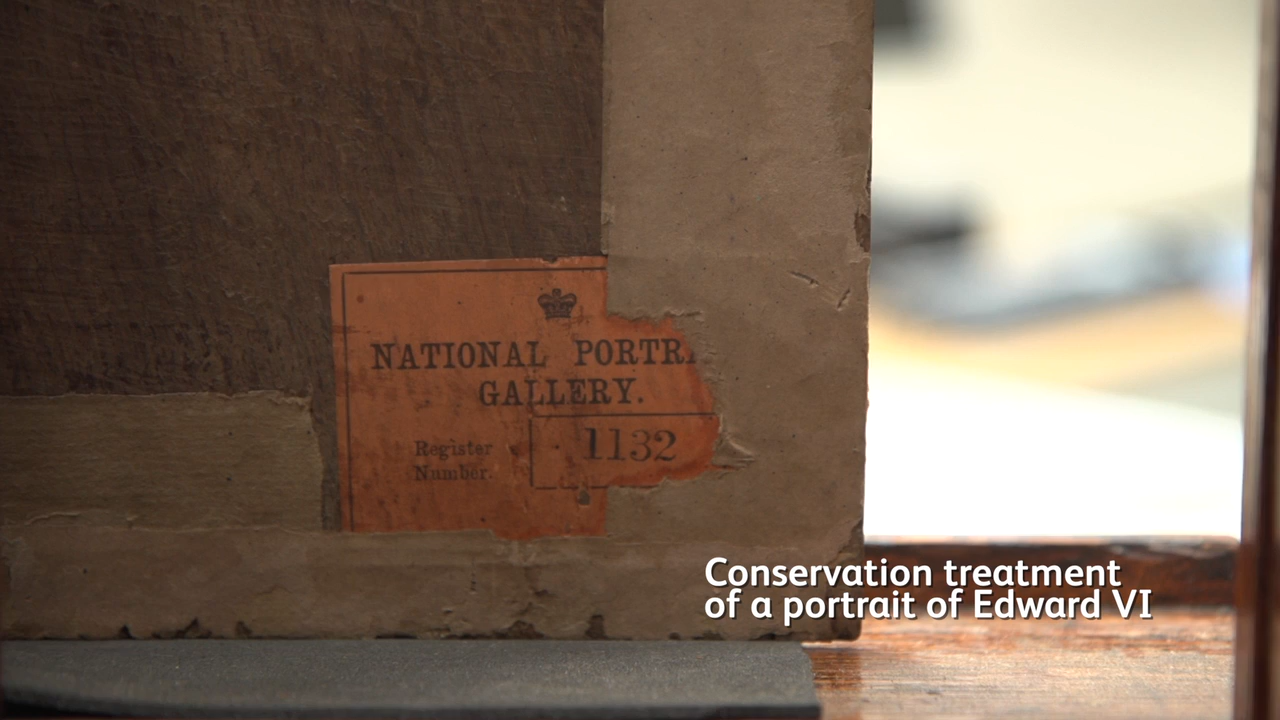 NATIONAL PORTR
GALLERY.
Register
Number.
1132
Conservation treatment
of a portrait of Edward VI